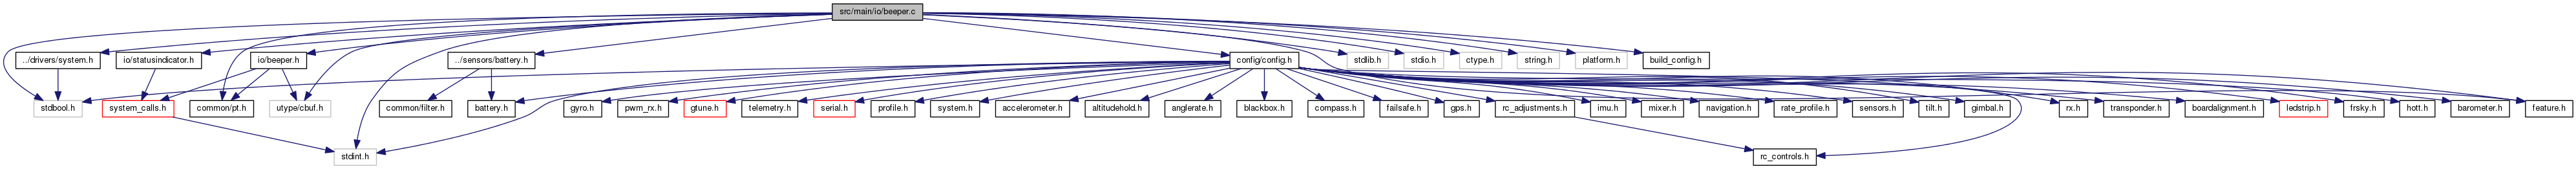 src/main/io/beeper.c
../drivers/system.h
io/statusindicator.h
io/beeper.h
../sensors/battery.h
config/config.h
stdlib.h
stdio.h
ctype.h
string.h
platform.h
build_config.h
stdbool.h
system_calls.h
common/pt.h
utype/cbuf.h
common/filter.h
battery.h
gyro.h
pwm_rx.h
gtune.h
telemetry.h
serial.h
profile.h
system.h
accelerometer.h
altitudehold.h
anglerate.h
blackbox.h
compass.h
failsafe.h
gps.h
rc_adjustments.h
imu.h
mixer.h
navigation.h
rate_profile.h
sensors.h
tilt.h
gimbal.h
rx.h
transponder.h
boardalignment.h
ledstrip.h
frsky.h
hott.h
barometer.h
feature.h
stdint.h
rc_controls.h